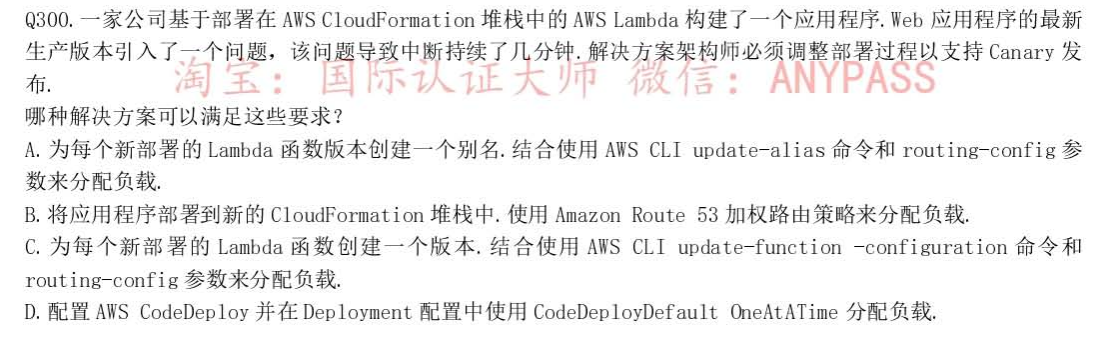 Q300. 一家公司基于部署在 AWS CloudFormation 堆栈中的 AWS Lambda 构建了一个应用程序. Web 应用程序的最新
生产版本引入了一个问题，该问题导致中断持续了几分钟. 解决方案架构师必须调整部署过程以支持 Canary 发
布.
淘宝：国际认证大师 微信：ANYPASS
哪种解决方案可以满足这些要求？
A. 为每个新部署的 Lambda 函数版本创建一个别名. 结合使用 AWS CLI update-alias 命令和 routing-config 参
数来分配负载.
B. 将应用程序部署到新的 CloudFormation 堆栈中. 使用 Amazon Route 53 加权路由策略来分配负载.
C. 为每个新部署的 Lambda 函数创建一个版本. 结合使用 AWS CLI update-function -configuration 命令和
routing-config 参数来分配负载.
D. 配置 AWS CodeDeploy 并在 Deployment 配置中使用 CodeDeployDefault OneAtATime 分配负载.